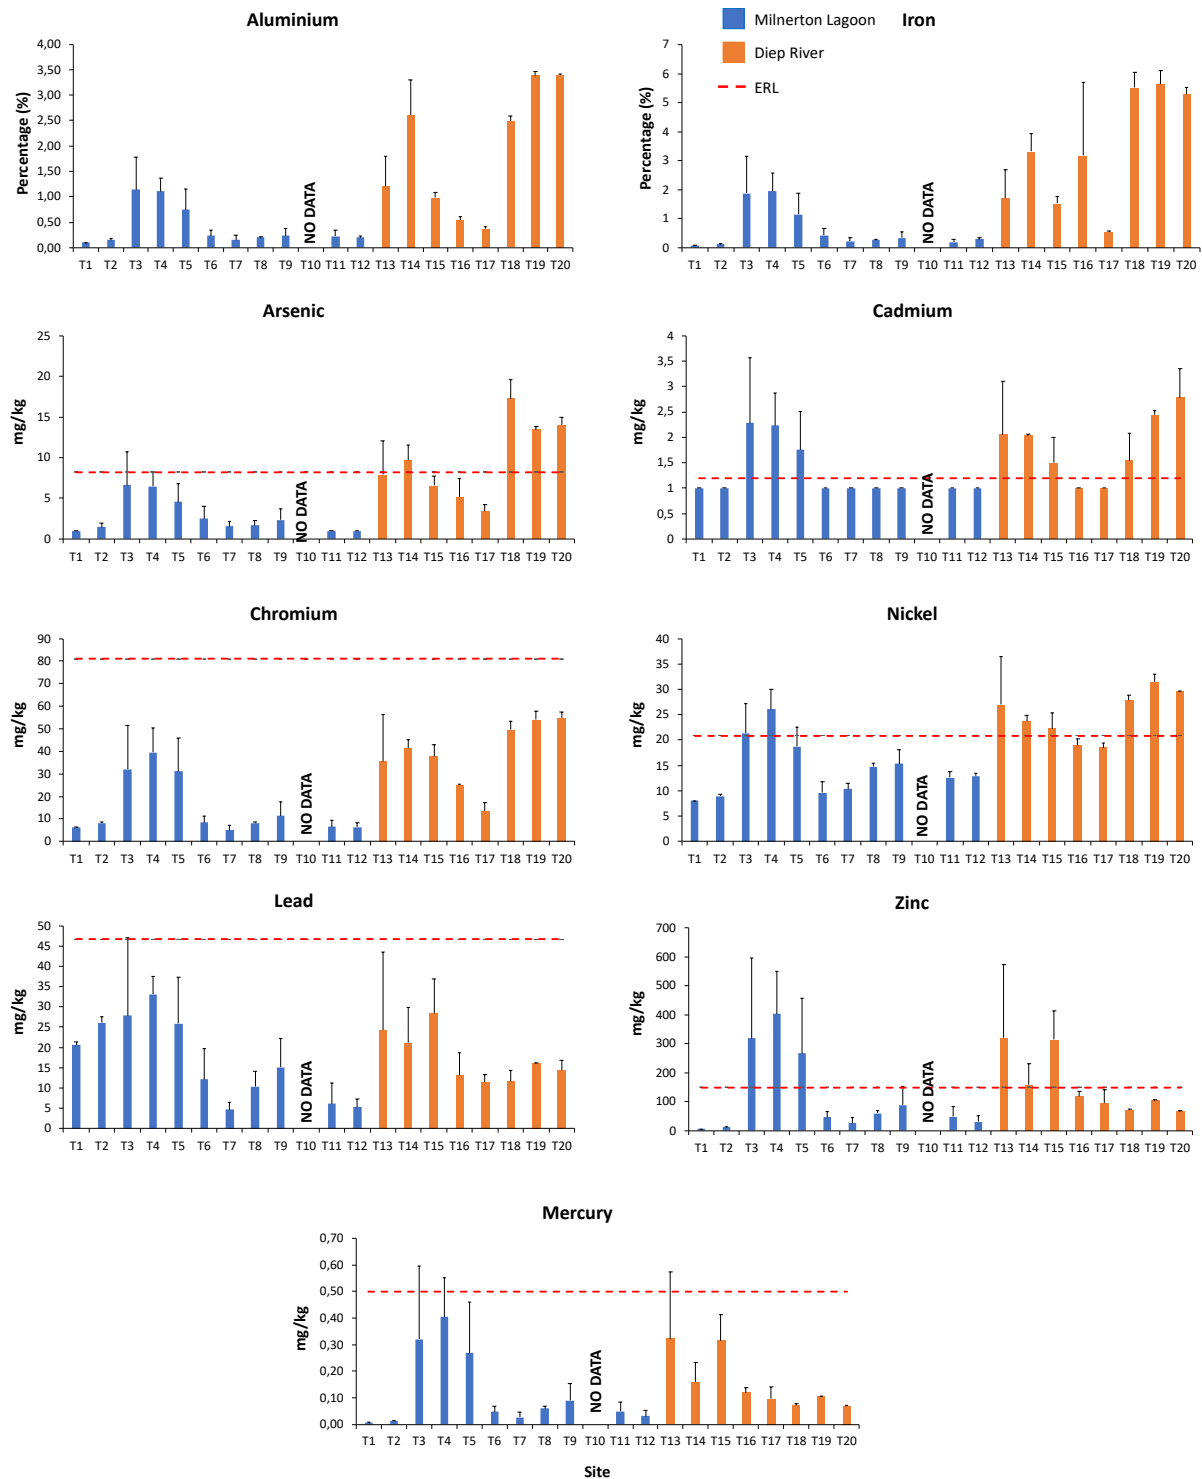 Aluminium
Percentage (%)
4,00
3,50
3,00
2,50
2,00
1,50
1,00
0,50
0,00
NO DATA
T1 T2 T3 T4 T5 T6 T7 T8 T9 T10 T11 T12 T13 T14 T15 T16 T17 T18 T19 T20
Milnerton Lagoon
Diep River
ERL
Iron
Percentage (%)
7
6
5
4
3
2
1
0
NO DATA
T1 T2 T3 T4 T5 T6 T7 T8 T9 T10 T11 T12 T13 T14 T15 T16 T17 T18 T19 T20
Arsenic
mg/kg
25
20
15
10
5
0
NO DATA
T1 T2 T3 T4 T5 T6 T7 T8 T9 T10 T11 T12 T13 T14 T15 T16 T17 T18 T19 T20
Cadmium
mg/kg
4
3,5
3
2,5
2
1,5
1
0,5
0
NO DATA
T1 T2 T3 T4 T5 T6 T7 T8 T9 T10 T11 T12 T13 T14 T15 T16 T17 T18 T19 T20
Chromium
mg/kg
90
80
70
60
50
40
30
20
10
0
NO DATA
T1 T2 T3 T4 T5 T6 T7 T8 T9 T10 T11 T12 T13 T14 T15 T16 T17 T18 T19 T20
Nickel
mg/kg
40
35
30
25
20
15
10
5
0
NO DATA
T1 T2 T3 T4 T5 T6 T7 T8 T9 T10 T11 T12 T13 T14 T15 T16 T17 T18 T19 T20
Lead
mg/kg
50
45
40
35
30
25
20
15
10
5
0
NO DATA
T1 T2 T3 T4 T5 T6 T7 T8 T9 T10 T11 T12 T13 T14 T15 T16 T17 T18 T19 T20
Zinc
mg/kg
700
600
500
400
300
200
100
0
NO DATA
T1 T2 T3 T4 T5 T6 T7 T8 T9 T10 T11 T12 T13 T14 T15 T16 T17 T18 T19 T20
Mercury
mg/kg
0,70
0,60
0,50
0,40
0,30
0,20
0,10
0,00
NO DATA
T1 T2 T3 T4 T5 T6 T7 T8 T9 T10 T11 T12 T13 T14 T15 T16 T17 T18 T19 T20
Site